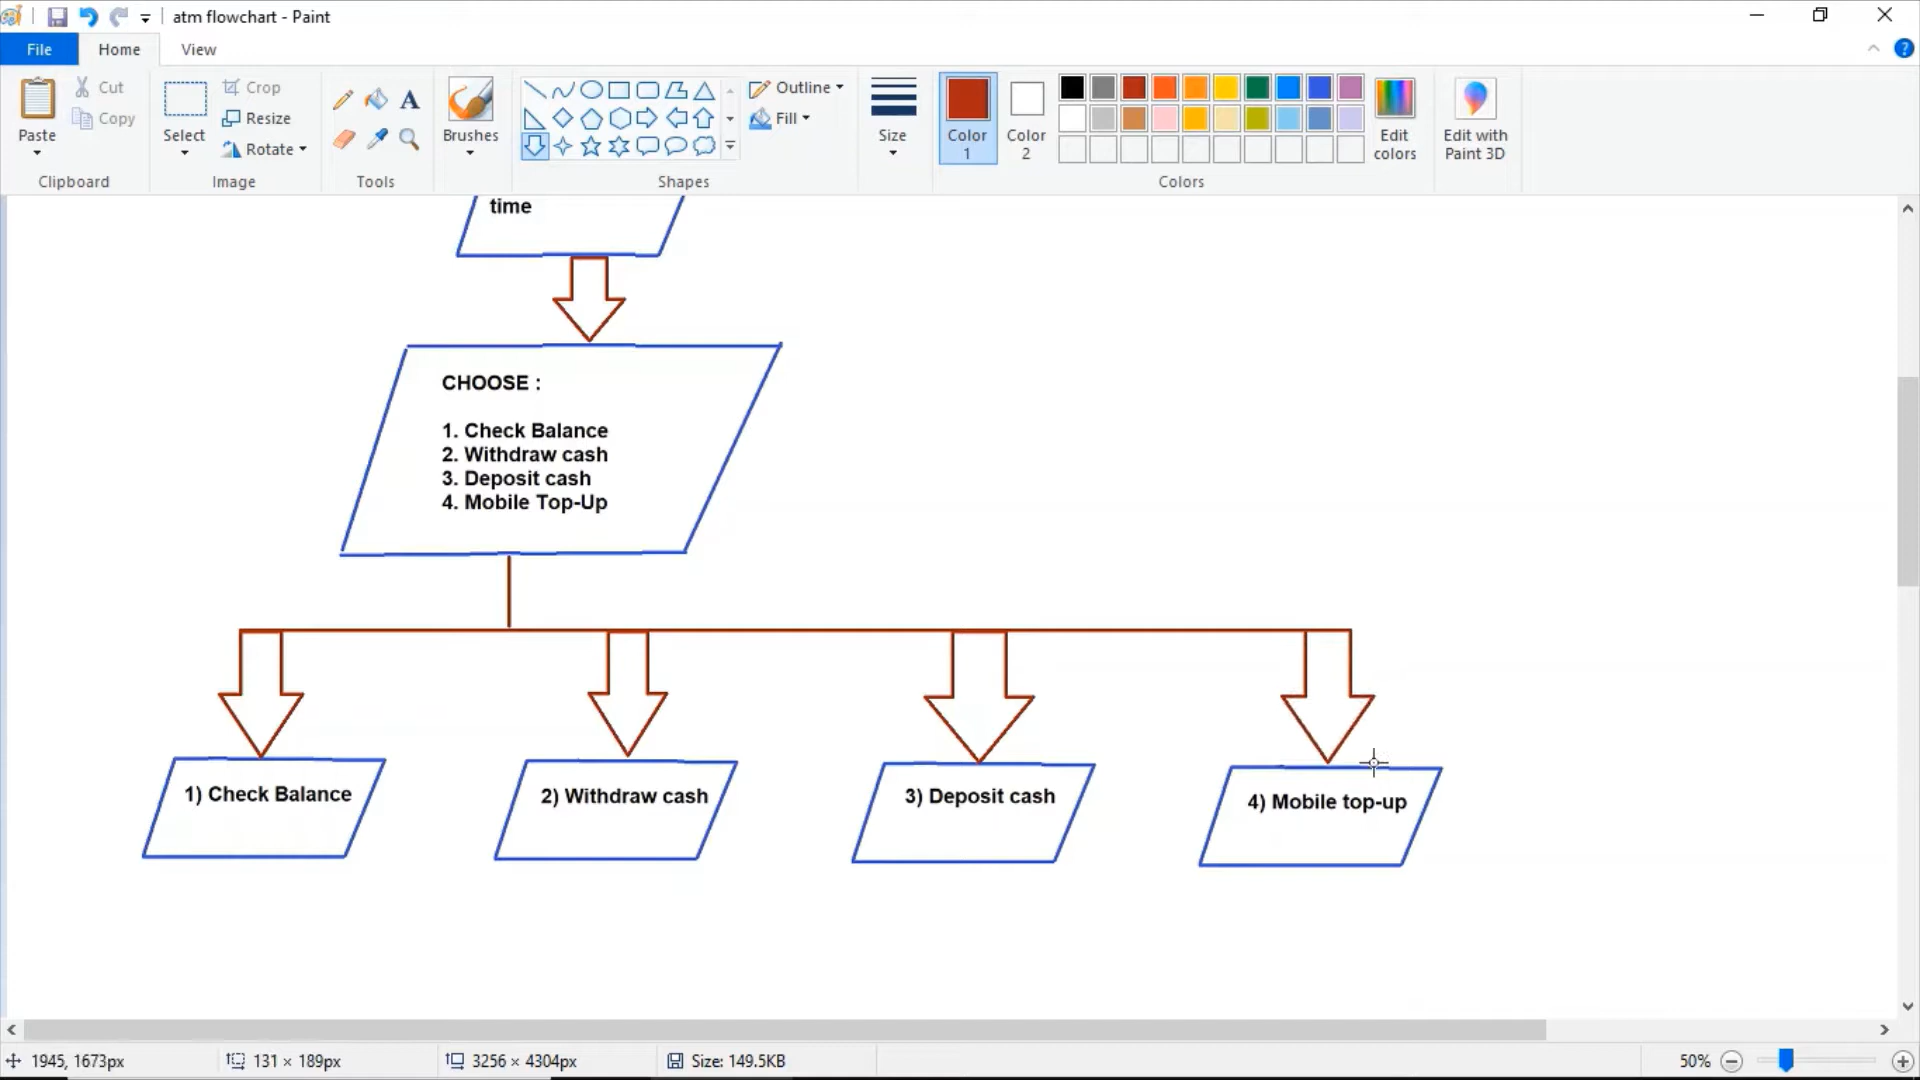 atm flowchart - Paint
File Home View
Paste
Cut
Copy
Clipboard
Select
Crop
Resize
Rotate
Image
A
Tools
Brushes
Shapes
Outline
Fill
Size
Color 1
Color 2
Edit colors
Colors
Edit with Paint 3D
?
time
CHOOSE :
1. Check Balance
2. Withdraw cash
3. Deposit cash
4. Mobile Top-Up
1) Check Balance
2) Withdraw cash
3) Deposit cash
4) Mobile top-up
1945, 1673px
131 × 189px
3256 × 4304px
Size: 149.5KB
50%